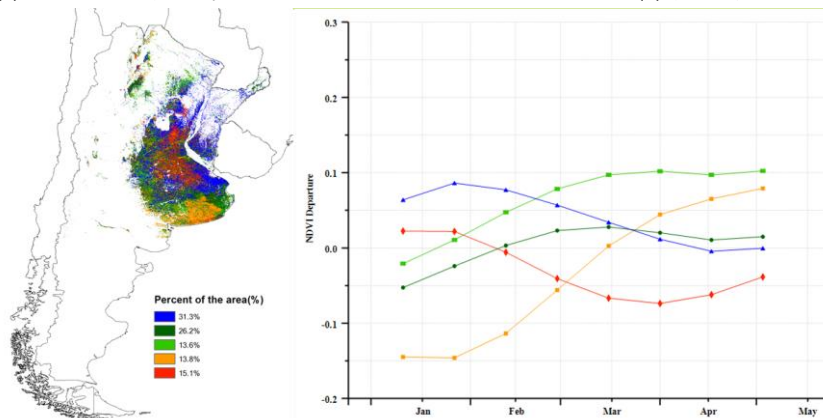 Percent of the area(%)
31.3%
26.2%
13.6%
13.8%
15.1%
NDVI Departure
0.3
0.2
0.1
0.0
-0.1
-0.2
Jan
Feb
Mar
Apr
May